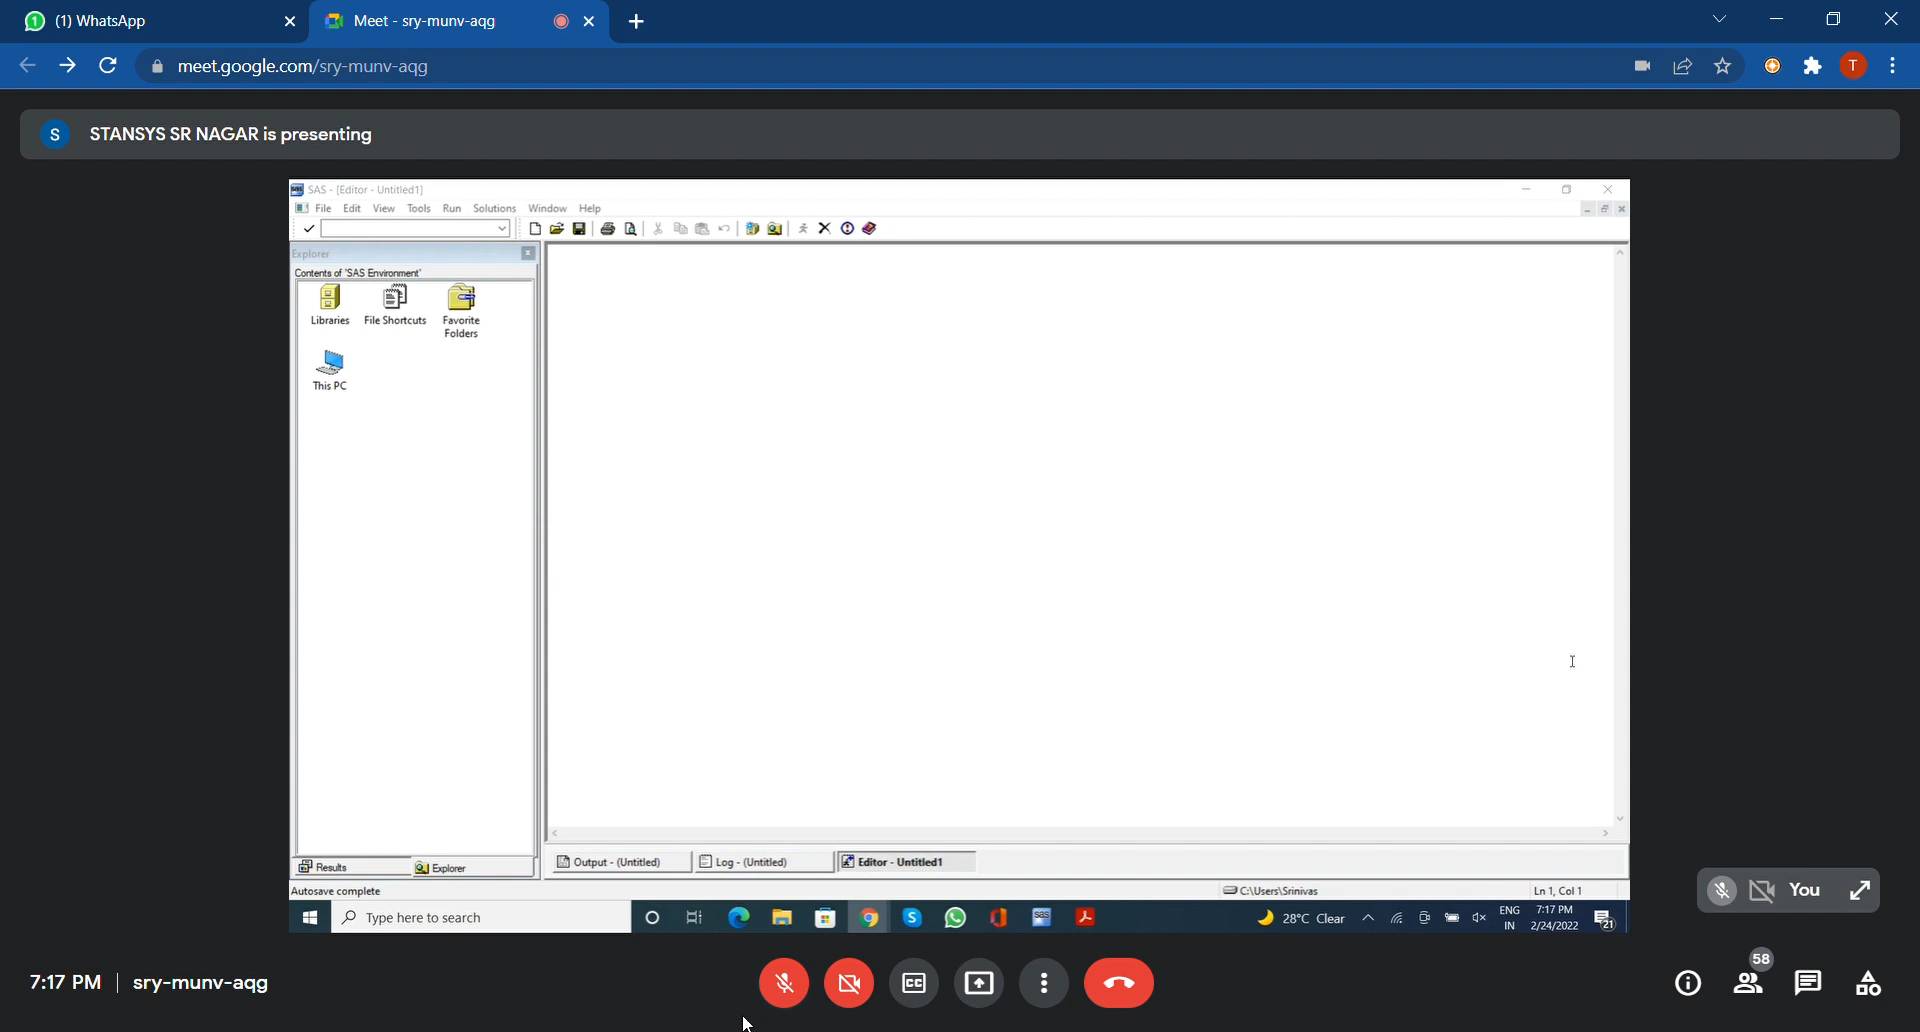 (1) WhatsApp
Meet - sry-munv-aqg
meet.google.com/sry-munv-aqg
T
S STANSYS SR NAGAR is presenting
SAS - [Editor - Untitled1]
File Edit View Tools Run Solutions Window Help
Explorer
Contents of 'SAS Environment'
Libraries File Shortcuts Favorite Folders
This PC
Results Explorer
Output - (Untitled) Log - (Untitled) Editor - Untitled1
Autosave complete C:\Users\Srinivas Ln 1, Col 1
Type here to search 28°C Clear ENG IN 7:17 PM 2/24/2022 21
You
7:17 PM | sry-munv-aqg
CC
58